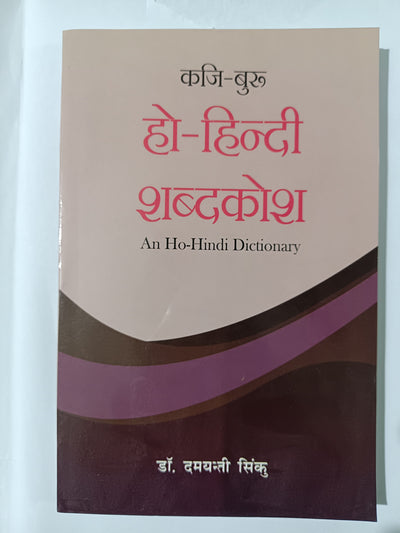 कजि-बुरू
हो-हिन्दी
शब्दकोश
An Ho-Hindi Dictionary
डॉ. दमयन्ती सिंकु